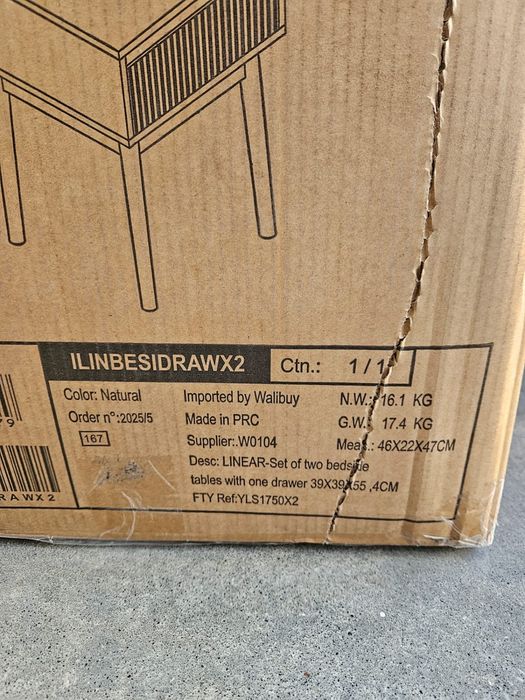 ILINBESIDRAWX2
Ctn.: 1 / 1
Color: Natural
Order n°:2025/5
167
Imported by Walibuy
Made in PRC
Supplier:.W0104
Desc: LINEAR-Set of two bedside
tables with one drawer 39X39X55 ,4CM
FTY Ref:YLS1750X2
N.W.: 16.1 KG
G.W.: 17.4 KG
Meas.: 46X22X47CM
79
RAWX2